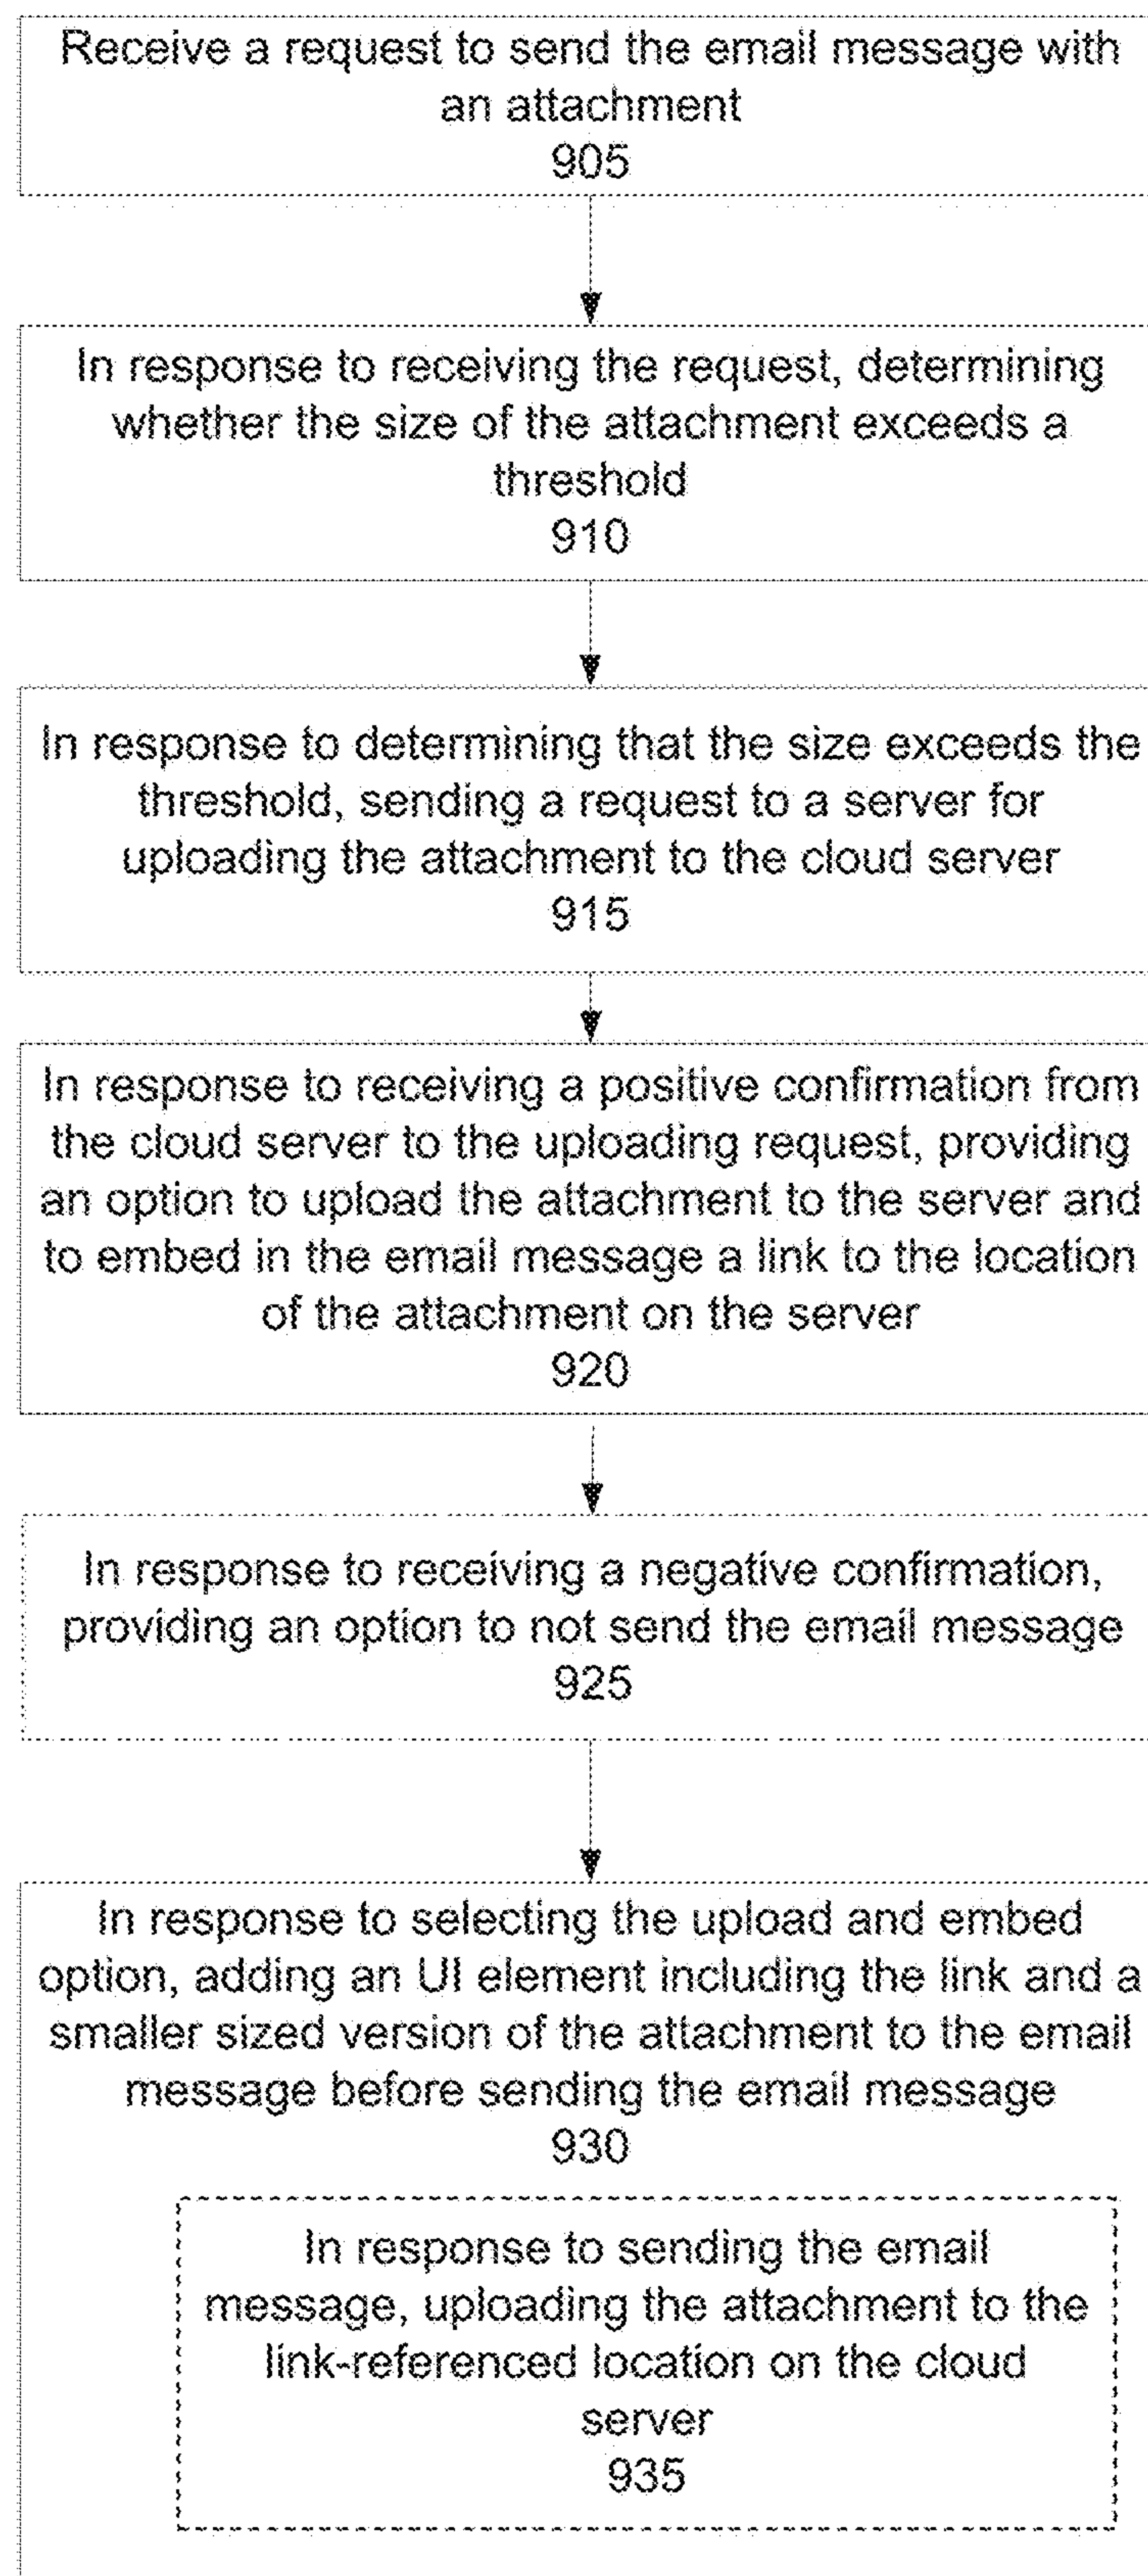 Receive a request to send the email message with
an attachment
905
In response to receiving the request, determining
whether the size of the attachment exceeds a
threshold
910
In response to determining that the size exceeds the
threshold, sending a request to a server for
uploading the attachment to the cloud server
915
In response to receiving a positive confirmation from
the cloud server to the uploading request, providing
an option to upload the attachment to the server and
to embed in the email message a link to the location
of the attachment on the server
920
In response to receiving a negative confirmation,
providing an option to not send the email message
925
In response to selecting the upload and embed
option, adding an UI element including the link and a
smaller sized version of the attachment to the email
message before sending the email message
930
In response to sending the email
message, uploading the attachment to the
link-referenced location on the cloud
server
935